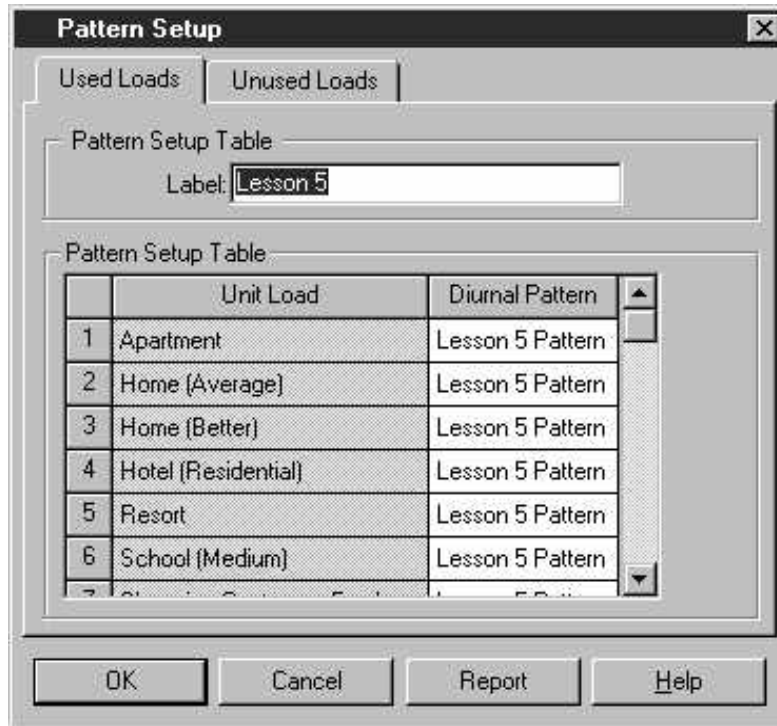 Pattern Setup
Used Loads Unused Loads
Pattern Setup Table
Label: Lesson 5
Pattern Setup Table
Unit Load Diurnal Pattern
1 Apartment Lesson 5 Pattern
2 Home (Average) Lesson 5 Pattern
3 Home (Better) Lesson 5 Pattern
4 Hotel (Residential) Lesson 5 Pattern
5 Resort Lesson 5 Pattern
6 School (Medium) Lesson 5 Pattern
OK Cancel Report Help